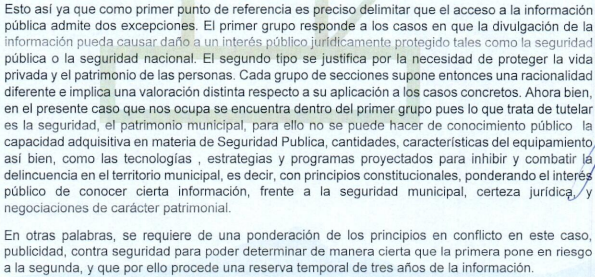 Esto así ya que como primer punto de referencia es preciso delimitar que el acceso a la información
pública admite dos excepciones. El primer grupo responde a los casos en que la divulgación de la
información pueda causar daño a un interés público jurídicamente protegido tales como la seguridad
pública o la seguridad nacional. El segundo tipo se justifica por la necesidad de proteger la vida
privada y el patrimonio de las personas. Cada grupo de secciones supone entonces una racionalidad
diferente e implica una valoración distinta respecto a su aplicación a los casos concretos. Ahora bien,
en el presente caso que nos ocupa se encuentra dentro del primer grupo pues lo que trata de tutelar
es la seguridad, el patrimonio municipal, para ello no se puede hacer de conocimiento público la
capacidad adquisitiva en materia de Seguridad Publica, cantidades, características del equipamiento
así bien, como las tecnologías , estrategias y programas proyectados para inhibir y combatir la
delincuencia en el territorio municipal, es decir, con principios constitucionales, ponderando el interés
público de conocer cierta información, frente a la seguridad municipal, certeza jurídica, y
negociaciones de carácter patrimonial.
En otras palabras, se requiere de una ponderación de los principios en conflicto en este caso,
publicidad, contra seguridad para poder determinar de manera cierta que la primera pone en riesgo
a la segunda, y que por ello procede una reserva temporal de tres años de la información.